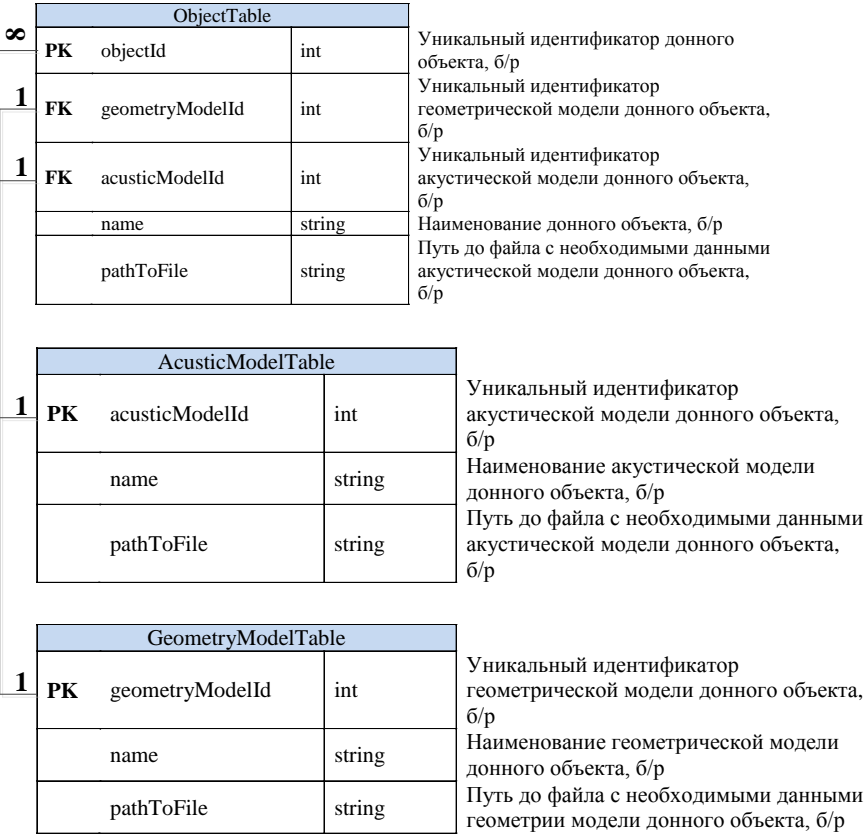 ObjectTable
∞
PK objectId int Уникальный идентификатор донного
объекта, б/р
1
FK geometryModelId int Уникальный идентификатор
геометрической модели донного объекта,
б/р
1
FK acusticModelId int Уникальный идентификатор
акустической модели донного объекта,
б/р
name string Наименование донного объекта, б/р
pathToFile string Путь до файла с необходимыми данными
акустической модели донного объекта,
б/р
AcusticModelTable
1
PK acusticModelId int Уникальный идентификатор
акустической модели донного объекта,
б/р
name string Наименование акустической модели
донного объекта, б/р
pathToFile string Путь до файла с необходимыми данными
акустической модели донного объекта,
б/р
GeometryModelTable
1
PK geometryModelId int Уникальный идентификатор
геометрической модели донного объекта,
б/р
name string Наименование геометрической модели
донного объекта, б/р
pathToFile string Путь до файла с необходимыми данными
геометрии модели донного объекта, б/р